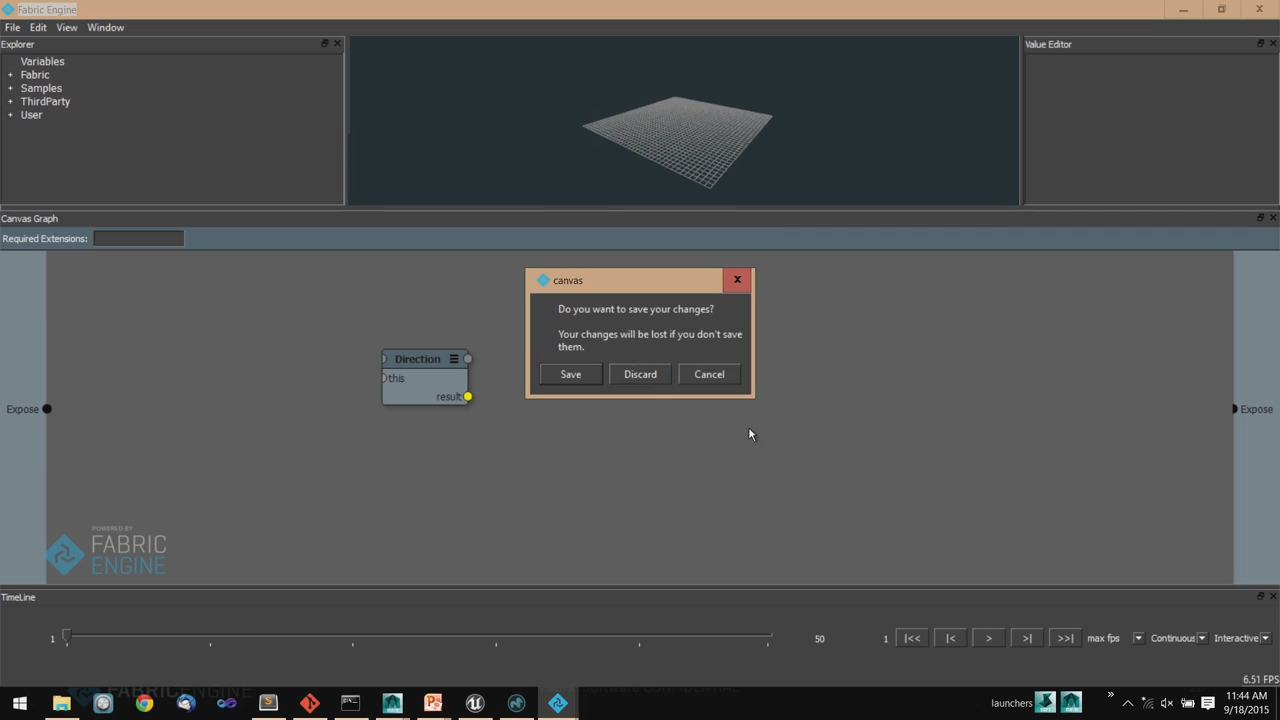 Fabric Engine
File Edit View Window
Explorer
Value Editor
Variables
+ Fabric
+ Samples
+ ThirdParty
+ User
Canvas Graph
Required Extensions:
canvas
Do you want to save your changes?
Your changes will be lost if you don't save
them.
Save Discard Cancel
Direction
this
result
Expose
Expose
POWERED BY
FABRIC
ENGINE
TimeLine
1
50
1 |<< |< > >| >>| max fps Continuous Interactive
6.51 FPS
launchers
11:44 AM
9/18/2015